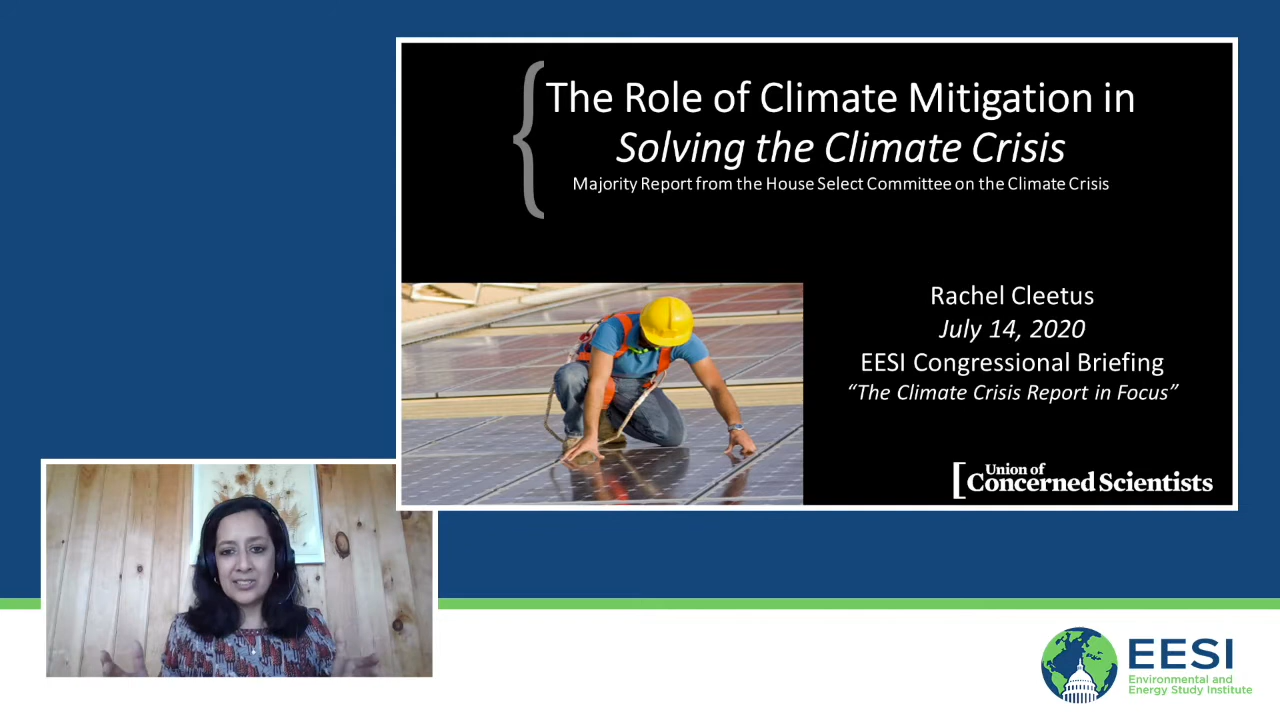 The Role of Climate Mitigation in
Solving the Climate Crisis
Majority Report from the House Select Committee on the Climate Crisis
Rachel Cleetus
July 14, 2020
EESI Congressional Briefing
“The Climate Crisis Report in Focus”
Union of
Concerned Scientists
EESI
Environmental and
Energy Study Institute